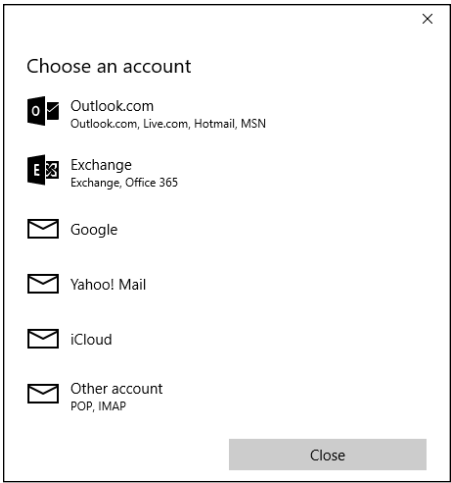 Choose an account
Outlook.com
Outlook.com, Live.com, Hotmail, MSN
Exchange
Exchange, Office 365
Google
Yahoo! Mail
iCloud
Other account
POP, IMAP
Close